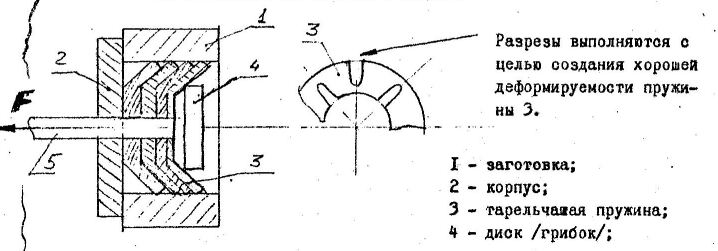 1
2
4
3
Разрезы выполняются с
целью создания хорошей
деформируемости пружи-
ны 3.
F
5
3
I - заготовка;
2 - корпус;
3 - тарельчашая пружина;
4 - диск /грибок/;